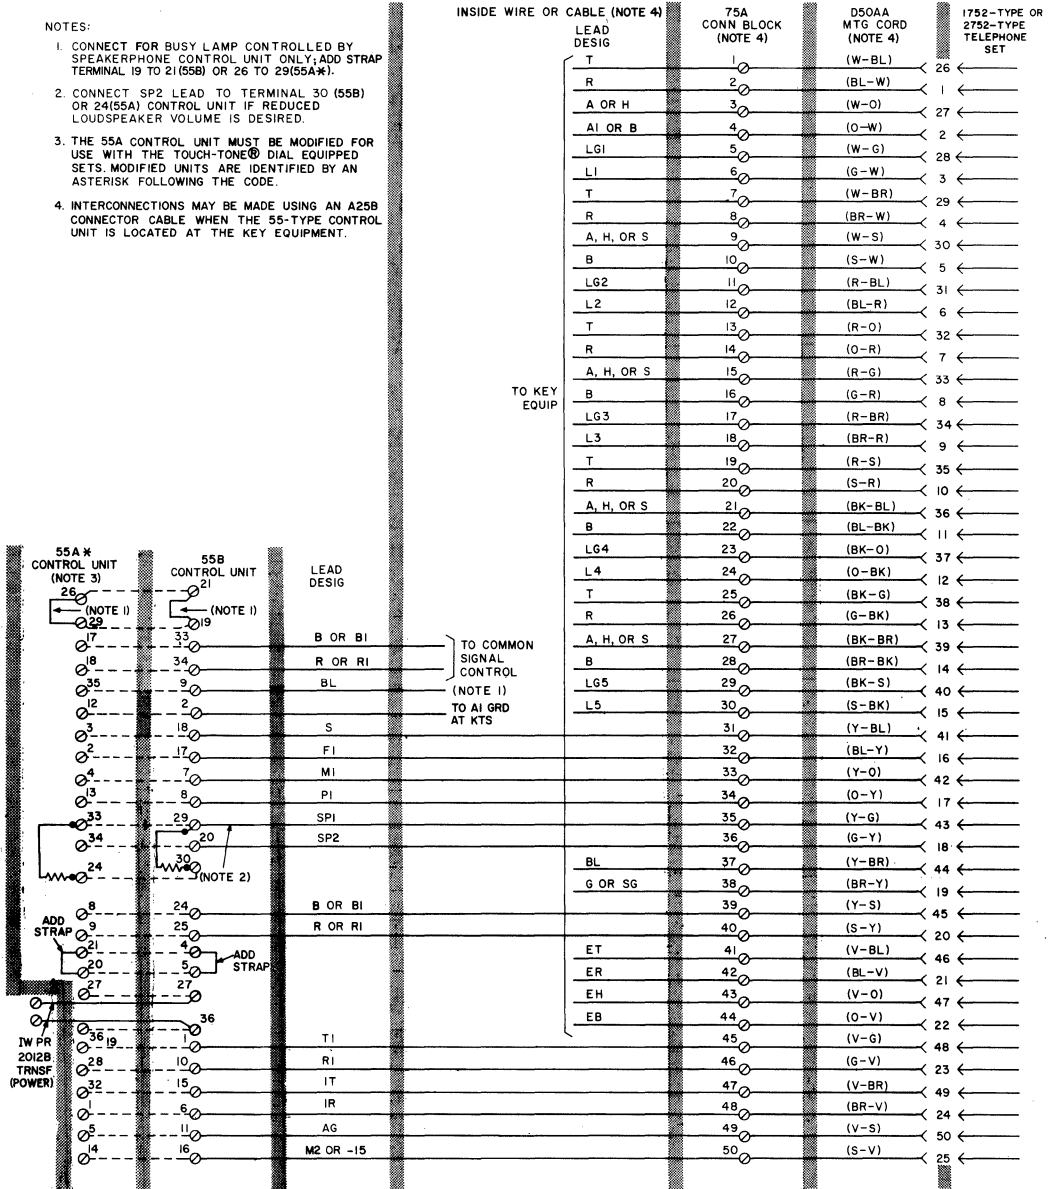 NOTES:
1. CONNECT FOR BUSY LAMP CONTROLLED BY
SPEAKERPHONE CONTROL UNIT ONLY; ADD STRAP
TERMINAL 19 TO 21 (55B) OR 26 TO 29 (55A*).
2. CONNECT SP2 LEAD TO TERMINAL 30 (55B)
OR 24 (55A) CONTROL UNIT IF REDUCED
LOUDSPEAKER VOLUME IS DESIRED.
3. THE 55A CONTROL UNIT MUST BE MODIFIED FOR
USE WITH THE TOUCH-TONE® DIAL EQUIPPED
SETS. MODIFIED UNITS ARE IDENTIFIED BY AN
ASTERISK FOLLOWING THE CODE.
4. INTERCONNECTIONS MAY BE MADE USING AN A25B
CONNECTOR CABLE WHEN THE 55-TYPE CONTROL
UNIT IS LOCATED AT THE KEY EQUIPMENT.
INSIDE WIRE OR CABLE (NOTE 4)
LEAD
DESIG
75A
CONN BLOCK
(NOTE 4)
D50AA
MTG CORD
(NOTE 4)
1752-TYPE OR
2752-TYPE
TELEPHONE
SET
T 1 (W-BL) 26
R 2 (BL-W) 1
A OR H 3 (W-O) 27
A1 OR B 4 (O-W) 2
LG1 5 (W-G) 28
L1 6 (G-W) 3
T 7 (W-BR) 29
R 8 (BR-W) 4
A, H, OR S 9 (W-S) 30
B 10 (S-W) 5
LG2 11 (R-BL) 31
L2 12 (BL-R) 6
T 13 (R-O) 32
R 14 (O-R) 7
A, H, OR S 15 (R-G) 33
TO KEY
EQUIP
B 16 (G-R) 8
LG3 17 (R-BR) 34
L3 18 (BR-R) 9
T 19 (R-S) 35
R 20 (S-R) 10
A, H, OR S 21 (BK-BL) 36
B 22 (BL-BK) 11
LG4 23 (BK-O) 37
L4 24 (O-BK) 12
T 25 (BK-G) 38
R 26 (G-BK) 13
A, H, OR S 27 (BK-BR) 39
B 28 (BR-BK) 14
LG5 29 (BK-S) 40
L5 30 (S-BK) 15
55A*
CONTROL UNIT
(NOTE 3)
55B
CONTROL UNIT
LEAD
DESIG
26 21
(NOTE 1) (NOTE 1)
29 19
17 33 B OR B1
18 34 R OR R1
TO COMMON
SIGNAL
CONTROL
35 9 BL (NOTE 1)
12 2 TO A1 GRD
AT KTS
3 18 S 31 (Y-BL) 41
2 17 F1 32 (BL-Y) 16
4 7 M1 33 (Y-O) 42
13 8 P1 34 (O-Y) 17
33 29 SP1 35 (Y-G) 43
34 20 SP2 36 (G-Y) 18
24 30 (NOTE 2)
BL 37 (Y-BR) 44
G OR SG 38 (BR-Y) 19
8 24 B OR B1 39 (Y-S) 45
9 25 R OR R1 40 (S-Y) 20
ADD
STRAP
21 4
20 5
ADD
STRAP
27 27
ET 41 (V-BL) 46
ER 42 (BL-V) 21
EH 43 (V-O) 47
EB 44 (O-V) 22
36
IW PR
2012B
TRNSF
(POWER)
36 19 1 T1 45 (V-G) 48
28 10 R1 46 (G-V) 23
32 15 IT 47 (V-BR) 49
1 6 IR 48 (BR-V) 24
5 11 AG 49 (V-S) 50
14 16 M2 OR -15 50 (S-V) 25